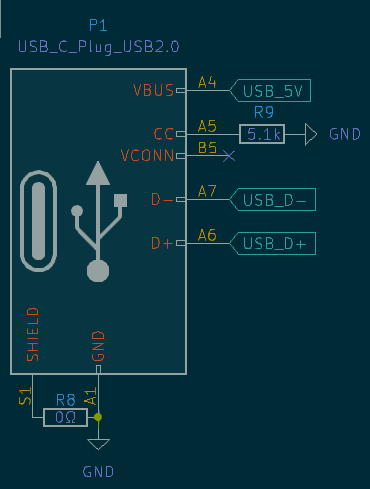 P1
USB_C_Plug_USB2.0
VBUS A4 USB_5V
R9
CC A5 5.1k GND
VCONN B5
D- A7 USB_D-
D+ A6 USB_D+
SHIELD GND
S1 R8 A1
0Ω
GND